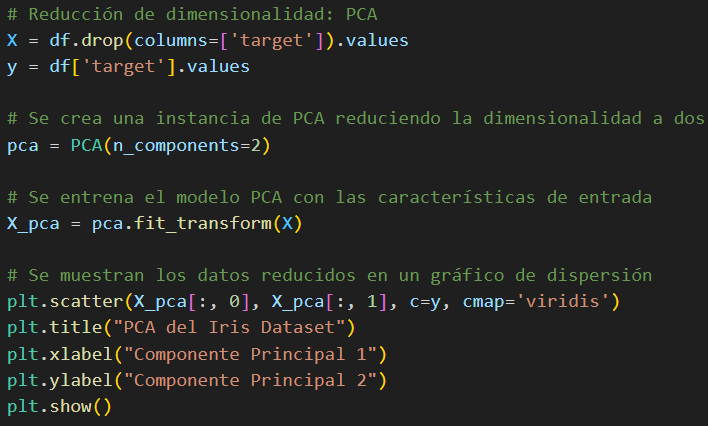 # Reducción de dimensionalidad: PCA
X = df.drop(columns=['target']).values
y = df['target'].values
# Se crea una instancia de PCA reduciendo la dimensionalidad a dos
pca = PCA(n_components=2)
# Se entrena el modelo PCA con las características de entrada
X_pca = pca.fit_transform(X)
# Se muestran los datos reducidos en un gráfico de dispersión
plt.scatter(X_pca[:, 0], X_pca[:, 1], c=y, cmap='viridis')
plt.title("PCA del Iris Dataset")
plt.xlabel("Componente Principal 1")
plt.ylabel("Componente Principal 2")
plt.show()